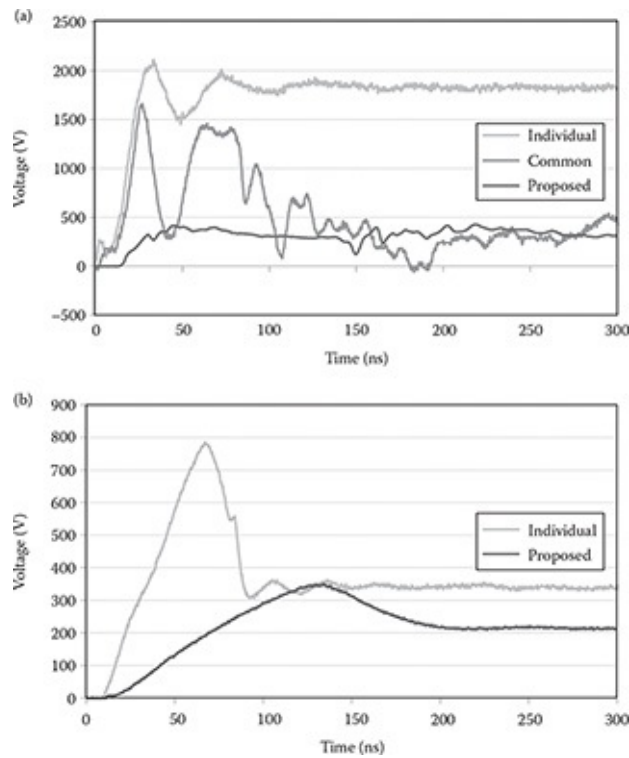 (a)
2500
2000
1500
1000
500
0
–500
Voltage (V)
Individual
Common
Proposed
0 50 100 150 200 250 300
Time (ns)
(b)
900
800
700
600
500
400
300
200
100
0
Voltage (V)
Individual
Proposed
0 50 100 150 200 250 300
Time (ns)